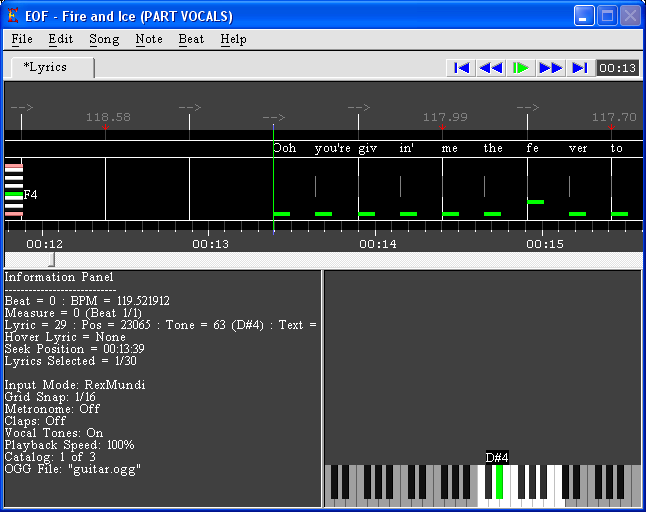 EOF - Fire and Ice (PART VOCALS)
File Edit Song Note Beat Help
*Lyrics
00:13
--> --> --> --> -->
118.58 117.99 117.70
Ooh you're giv in' me the fe ver to
F4
00:12 00:13 00:14 00:15
Information Panel
----------------------------
Beat = 0 : BPM = 119.521912
Measure = 0 (Beat 1/1)
Lyric = 29 : Pos = 23065 : Tone = 63 (D#4) : Text =
Hover Lyric = None
Seek Position = 00:13:39
Lyrics Selected = 1/30
Input Mode: RexMundi
Grid Snap: 1/16
Metronome: Off
Claps: Off
Vocal Tones: On
Playback Speed: 100%
Catalog: 1 of 3
OGG File: "guitar.ogg"
D#4